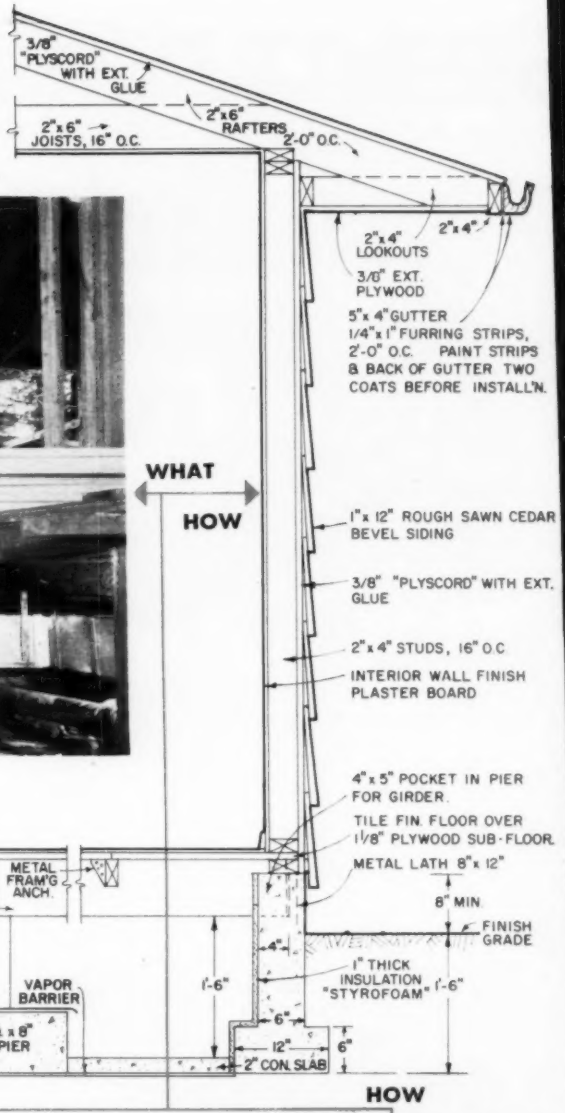 3/8"
"PLYSCORD"
WITH EXT.
GLUE
2"x6"
RAFTERS
2"x6"
JOISTS, 16" O.C.
2'-0" O.C.
2"x4"
2"x4"
LOOKOUTS
3/8" EXT.
PLYWOOD
5"x 4" GUTTER
1/4"x 1" FURRING STRIPS,
2'-0" O.C. PAINT STRIPS
& BACK OF GUTTER TWO
COATS BEFORE INSTALL'N.
WHAT
HOW
1"x 12" ROUGH SAWN CEDAR
BEVEL SIDING
3/8" "PLYSCORD" WITH EXT.
GLUE
2"x 4" STUDS, 16" O.C
INTERIOR WALL FINISH
PLASTER BOARD
4"x 5" POCKET IN PIER
FOR GIRDER.
TILE FIN. FLOOR OVER
1 1/8" PLYWOOD SUB-FLOOR.
METAL LATH 8"x 12"
METAL
FRAM'G
ANCH.
8" MIN.
FINISH
GRADE
4"
1" THICK
INSULATION
"STYROFOAM"
1'-6"
1'-6"
VAPOR
BARRIER
x 8"
PIER
6"
12"
6"
2" CON. SLAB
HOW